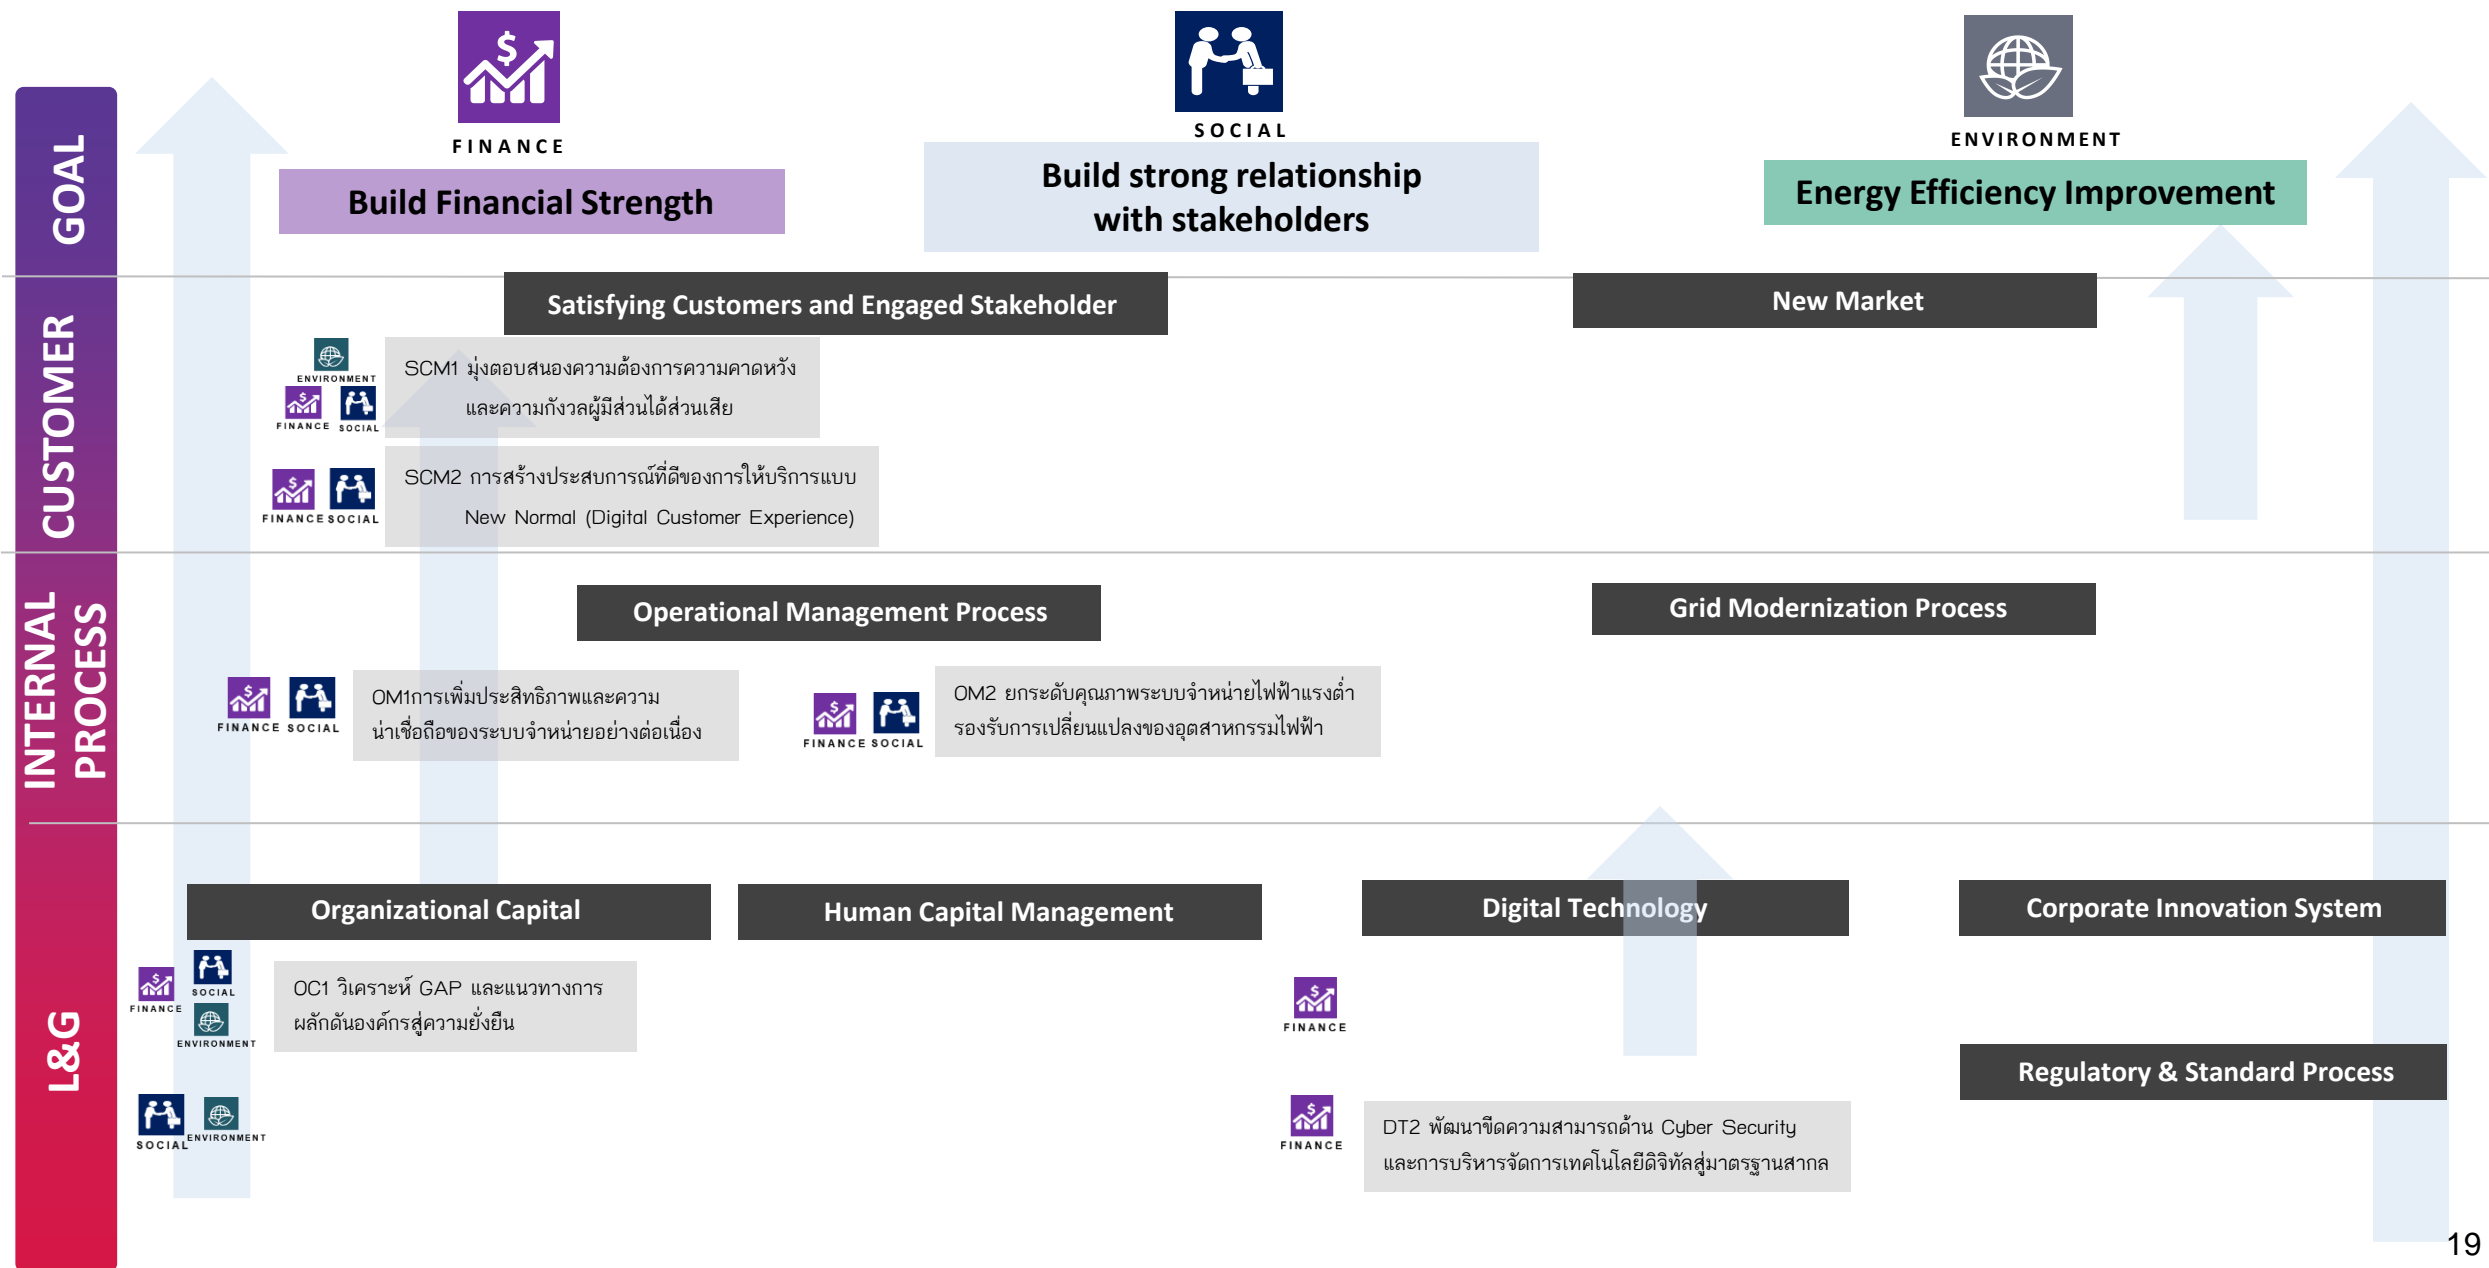 FINANCE
SOCIAL
ENVIRONMENT
GOAL
Build Financial Strength
Build strong relationship
with stakeholders
Energy Efficiency Improvement
CUSTOMER
Satisfying Customers and Engaged Stakeholder
New Market
ENVIRONMENT
FINANCE SOCIAL
SCM1 มุ่งตอบสนองความต้องการความคาดหวัง
และความกังวลผู้มีส่วนได้ส่วนเสีย
FINANCE SOCIAL
SCM2 การสร้างประสบการณ์ที่ดีของการให้บริการแบบ
New Normal (Digital Customer Experience)
INTERNAL
PROCESS
Operational Management Process
Grid Modernization Process
FINANCE SOCIAL
OM1การเพิ่มประสิทธิภาพและความ
น่าเชื่อถือของระบบจำหน่ายอย่างต่อเนื่อง
FINANCE SOCIAL
OM2 ยกระดับคุณภาพระบบจำหน่ายไฟฟ้าแรงต่ำ
รองรับการเปลี่ยนแปลงของอุตสาหกรรมไฟฟ้า
L&G
Organizational Capital
Human Capital Management
Digital Technology
Corporate Innovation System
FINANCE
SOCIAL
ENVIRONMENT
OC1 วิเคราะห์ GAP และแนวทางการ
ผลักดันองค์กรสู่ความยั่งยืน
FINANCE
Regulatory & Standard Process
SOCIAL
ENVIRONMENT
FINANCE
DT2 พัฒนาขีดความสามารถด้าน Cyber Security
และการบริหารจัดการเทคโนโลยีดิจิทัลสู่มาตรฐานสากล
19